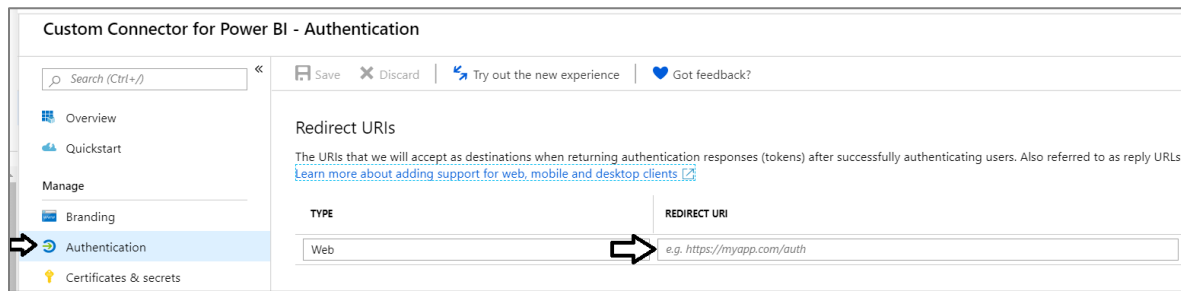 Custom Connector for Power BI - Authentication
Search (Ctrl+/)
«
Save
Discard
Try out the new experience
Got feedback?
Overview
Quickstart
Manage
Branding
Authentication
Certificates & secrets
Redirect URIs
The URIs that we will accept as destinations when returning authentication responses (tokens) after successfully authenticating users. Also referred to as reply URLs
Learn more about adding support for web, mobile and desktop clients
TYPE
REDIRECT URI
Web
e.g. https://myapp.com/auth